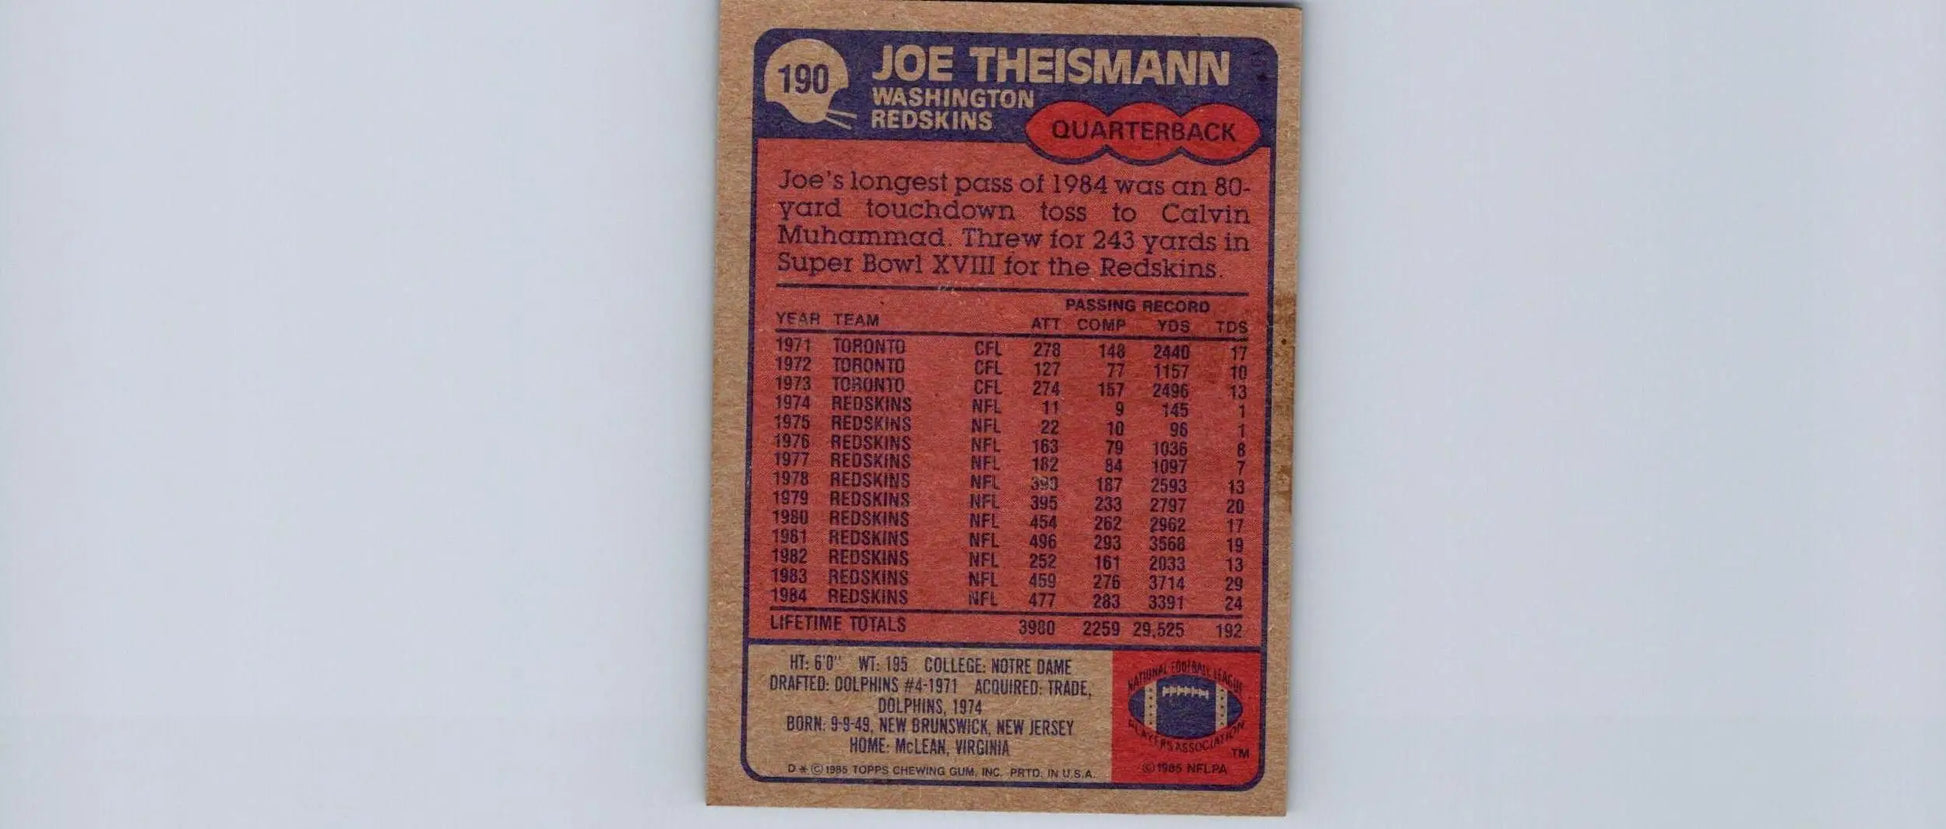 190
JOE THEISMANN
WASHINGTON
REDSKINS
QUARTERBACK
Joe's longest pass of 1984 was an 80-
yard touchdown toss to Calvin
Muhammad. Threw for 243 yards in
Super Bowl XVIII for the Redskins.
PASSING RECORD
YEAR TEAM ATT COMP YDS TDS
1971 TORONTO CFL 278 148 2440 17
1972 TORONTO CFL 127 77 1157 10
1973 TORONTO CFL 274 157 2496 13
1974 REDSKINS NFL 11 9 145 1
1975 REDSKINS NFL 22 10 96 1
1976 REDSKINS NFL 163 79 1036 8
1977 REDSKINS NFL 182 84 1097 7
1978 REDSKINS NFL 390 187 2593 13
1979 REDSKINS NFL 395 233 2797 20
1980 REDSKINS NFL 454 262 2962 17
1981 REDSKINS NFL 496 293 3568 19
1982 REDSKINS NFL 252 161 2033 13
1983 REDSKINS NFL 459 276 3714 29
1984 REDSKINS NFL 477 283 3391 24
LIFETIME TOTALS 3980 2259 29,525 192
HT: 6'0" WT: 195 COLLEGE: NOTRE DAME
DRAFTED: DOLPHINS #4-1971 ACQUIRED: TRADE,
DOLPHINS, 1974
BORN: 9-9-49, NEW BRUNSWICK, NEW JERSEY
HOME: McLEAN, VIRGINIA
D * © 1985 TOPPS CHEWING GUM, INC. PRTD. IN U.S.A.
NATIONAL FOOTBALL LEAGUE
PLAYERS ASSOCIATION
TM
© 1985 NFLPA